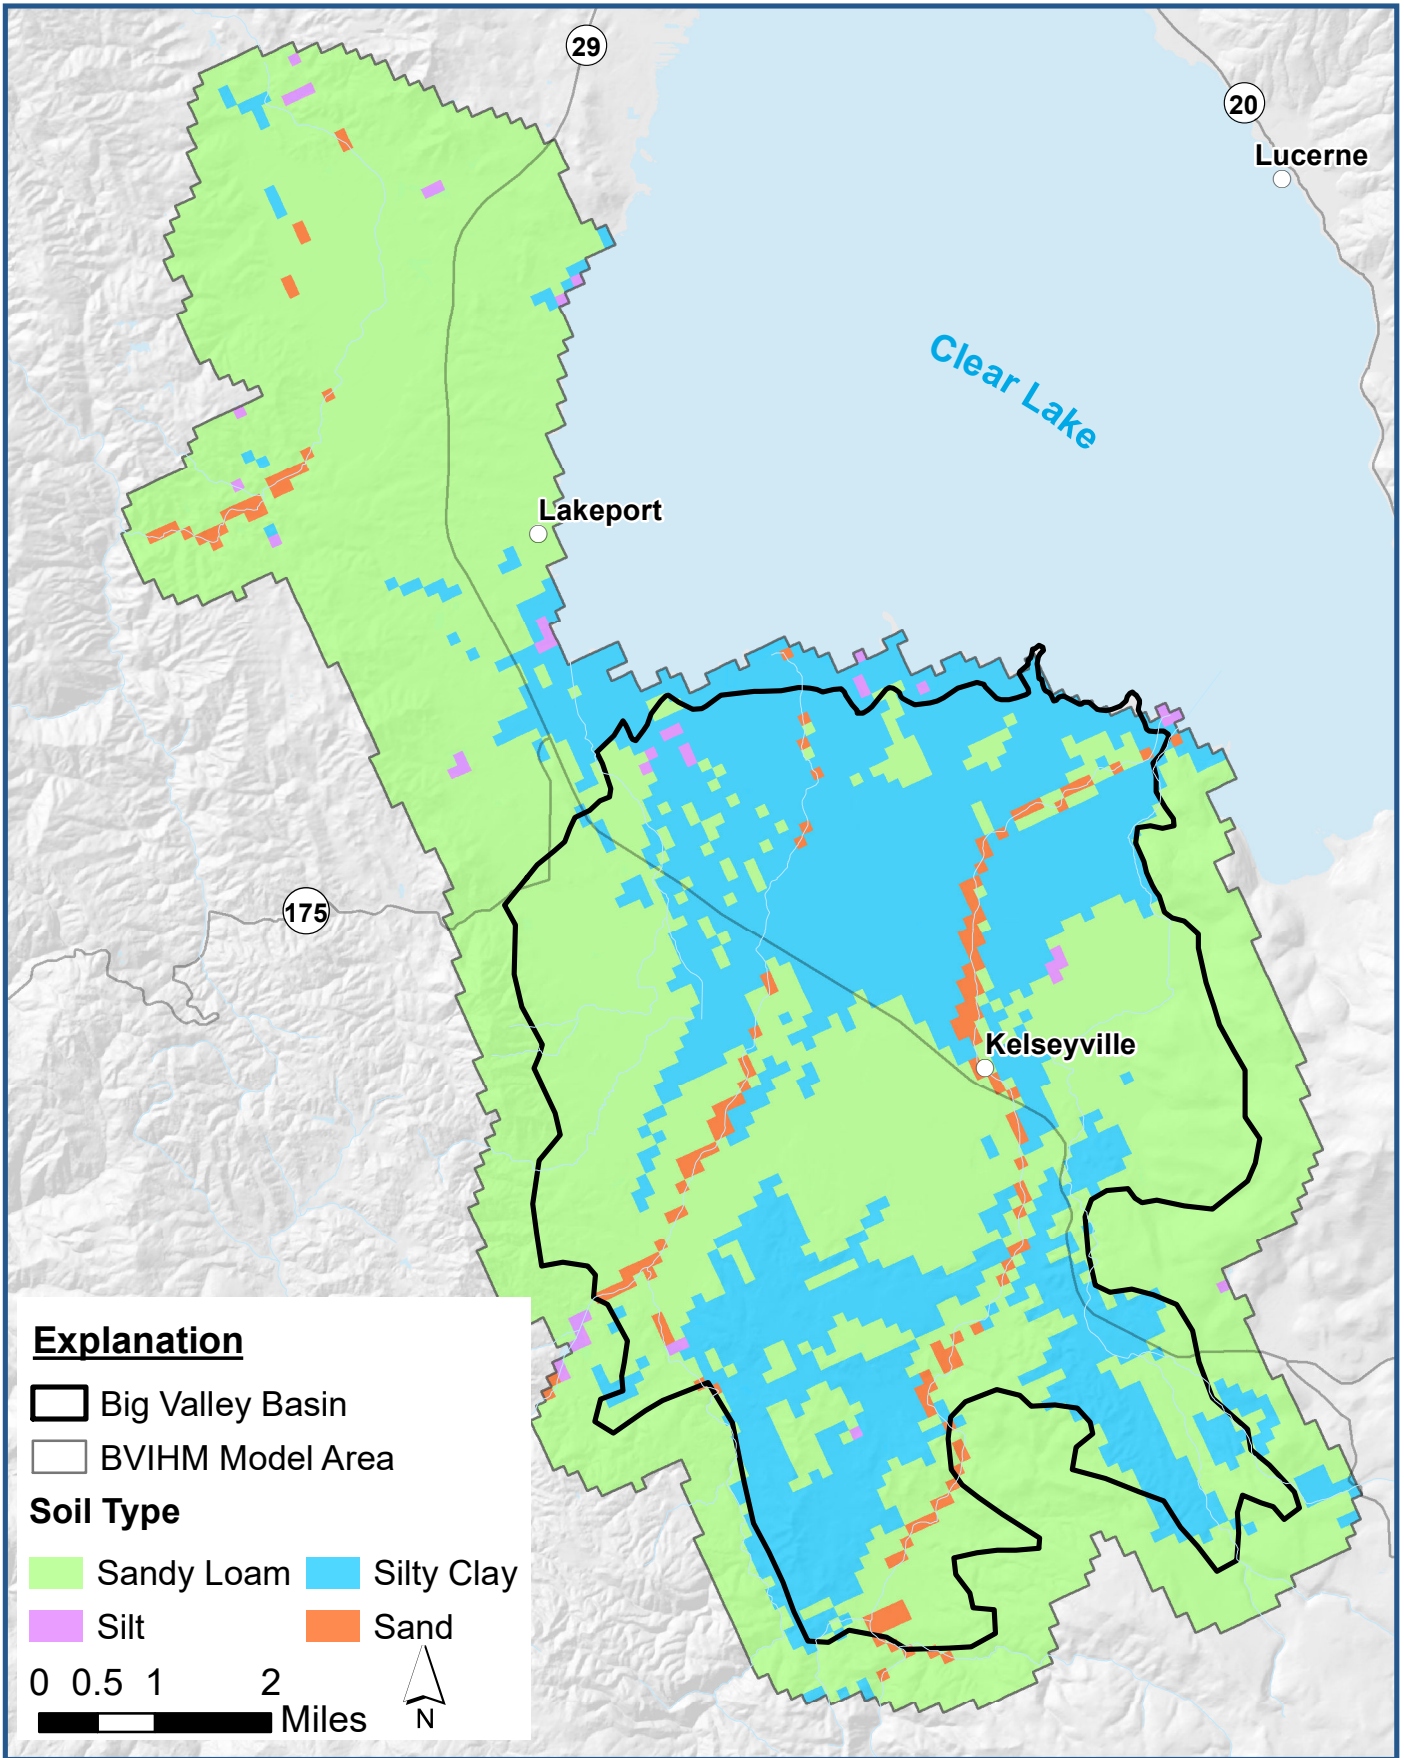 29
20
Lucerne
Clear Lake
Lakeport
175
Kelseyville
Explanation
Big Valley Basin
BVIHM Model Area
Soil Type
Sandy Loam
Silty Clay
Silt
Sand
0 0.5 1 2
Miles
N